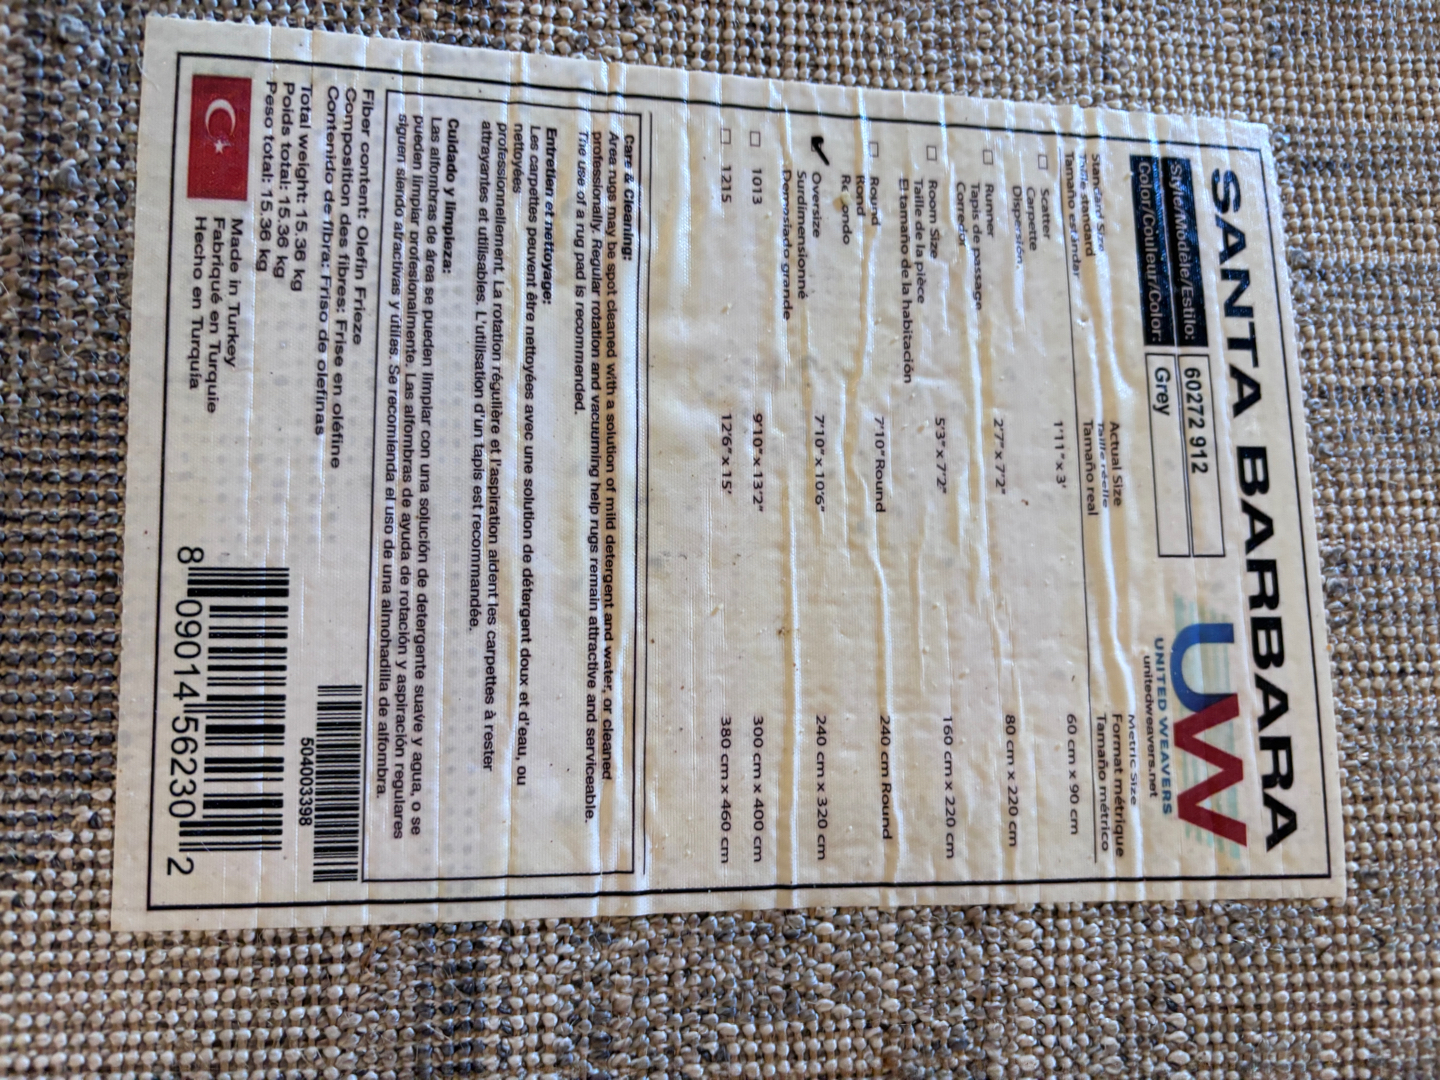 SANTA BARBARA
Style/Modèle/Estilo: 60272 912
Color/Couleur/Color: Grey
UW
UNITED WEAVERS
unitedweavers.net
Standard Size Actual Size Metric Size
Taille standard Taille réelle Format métrique
Tamaño estándar Tamaño real Tamaño métrico
☐ Scatter 1'11" x 3' 60 cm x 90 cm
Carpette
Dispersión.
☐ Runner 2'7" x 7'2" 80 cm x 220 cm
Tapis de passage
Corredor
☐ Room Size 5'3" x 7'2" 160 cm x 220 cm
Taille de la pièce
El tamaño de la habitación
☐ Round 7'10" Round 240 cm Round
Rond
Redondo
✔ Oversize 7'10" x 10'6" 240 cm x 320 cm
Surdimensionné
Demasiado grande
☐ 1013 9'10" x 13'2" 300 cm x 400 cm
☐ 1215 12'6" x 15' 380 cm x 460 cm
Care & Cleaning:
Area rugs may be spot cleaned with a solution of mild detergent and water, or cleaned
professionally. Regular rotation and vacuuming help rugs remain attractive and serviceable.
The use of a rug pad is recommended.
Entretien et nettoyage:
Les carpettes peuvent être nettoyées avec une solution de détergent doux et d'eau, ou
nettoyées
professionnellement. La rotation régulière et l'aspiration aident les carpettes à rester
attrayantes et utilisables. L'utilisation d'un tapis est recommandée.
Cuidado y limpieza:
Las alfombras de área se pueden limpiar con una solución de detergente suave y agua, o se
pueden limpiar profesionalmente. Las alfombras de ayuda de rotación y aspiración regulares
siguen siendo atractivas y útiles. Se recomienda el uso de una almohadilla de alfombra.
Fiber content: Olefin Frieze
Composition des fibres: Frise en oléfine
Contenido de fibra: Friso de olefinas
Total weight: 15.36 kg
Poids total: 15.36 kg
Peso total: 15.36 kg
504003398
Made in Turkey
Fabriqué en Turquie
Hecho en Turquía
8 09014 56230 2